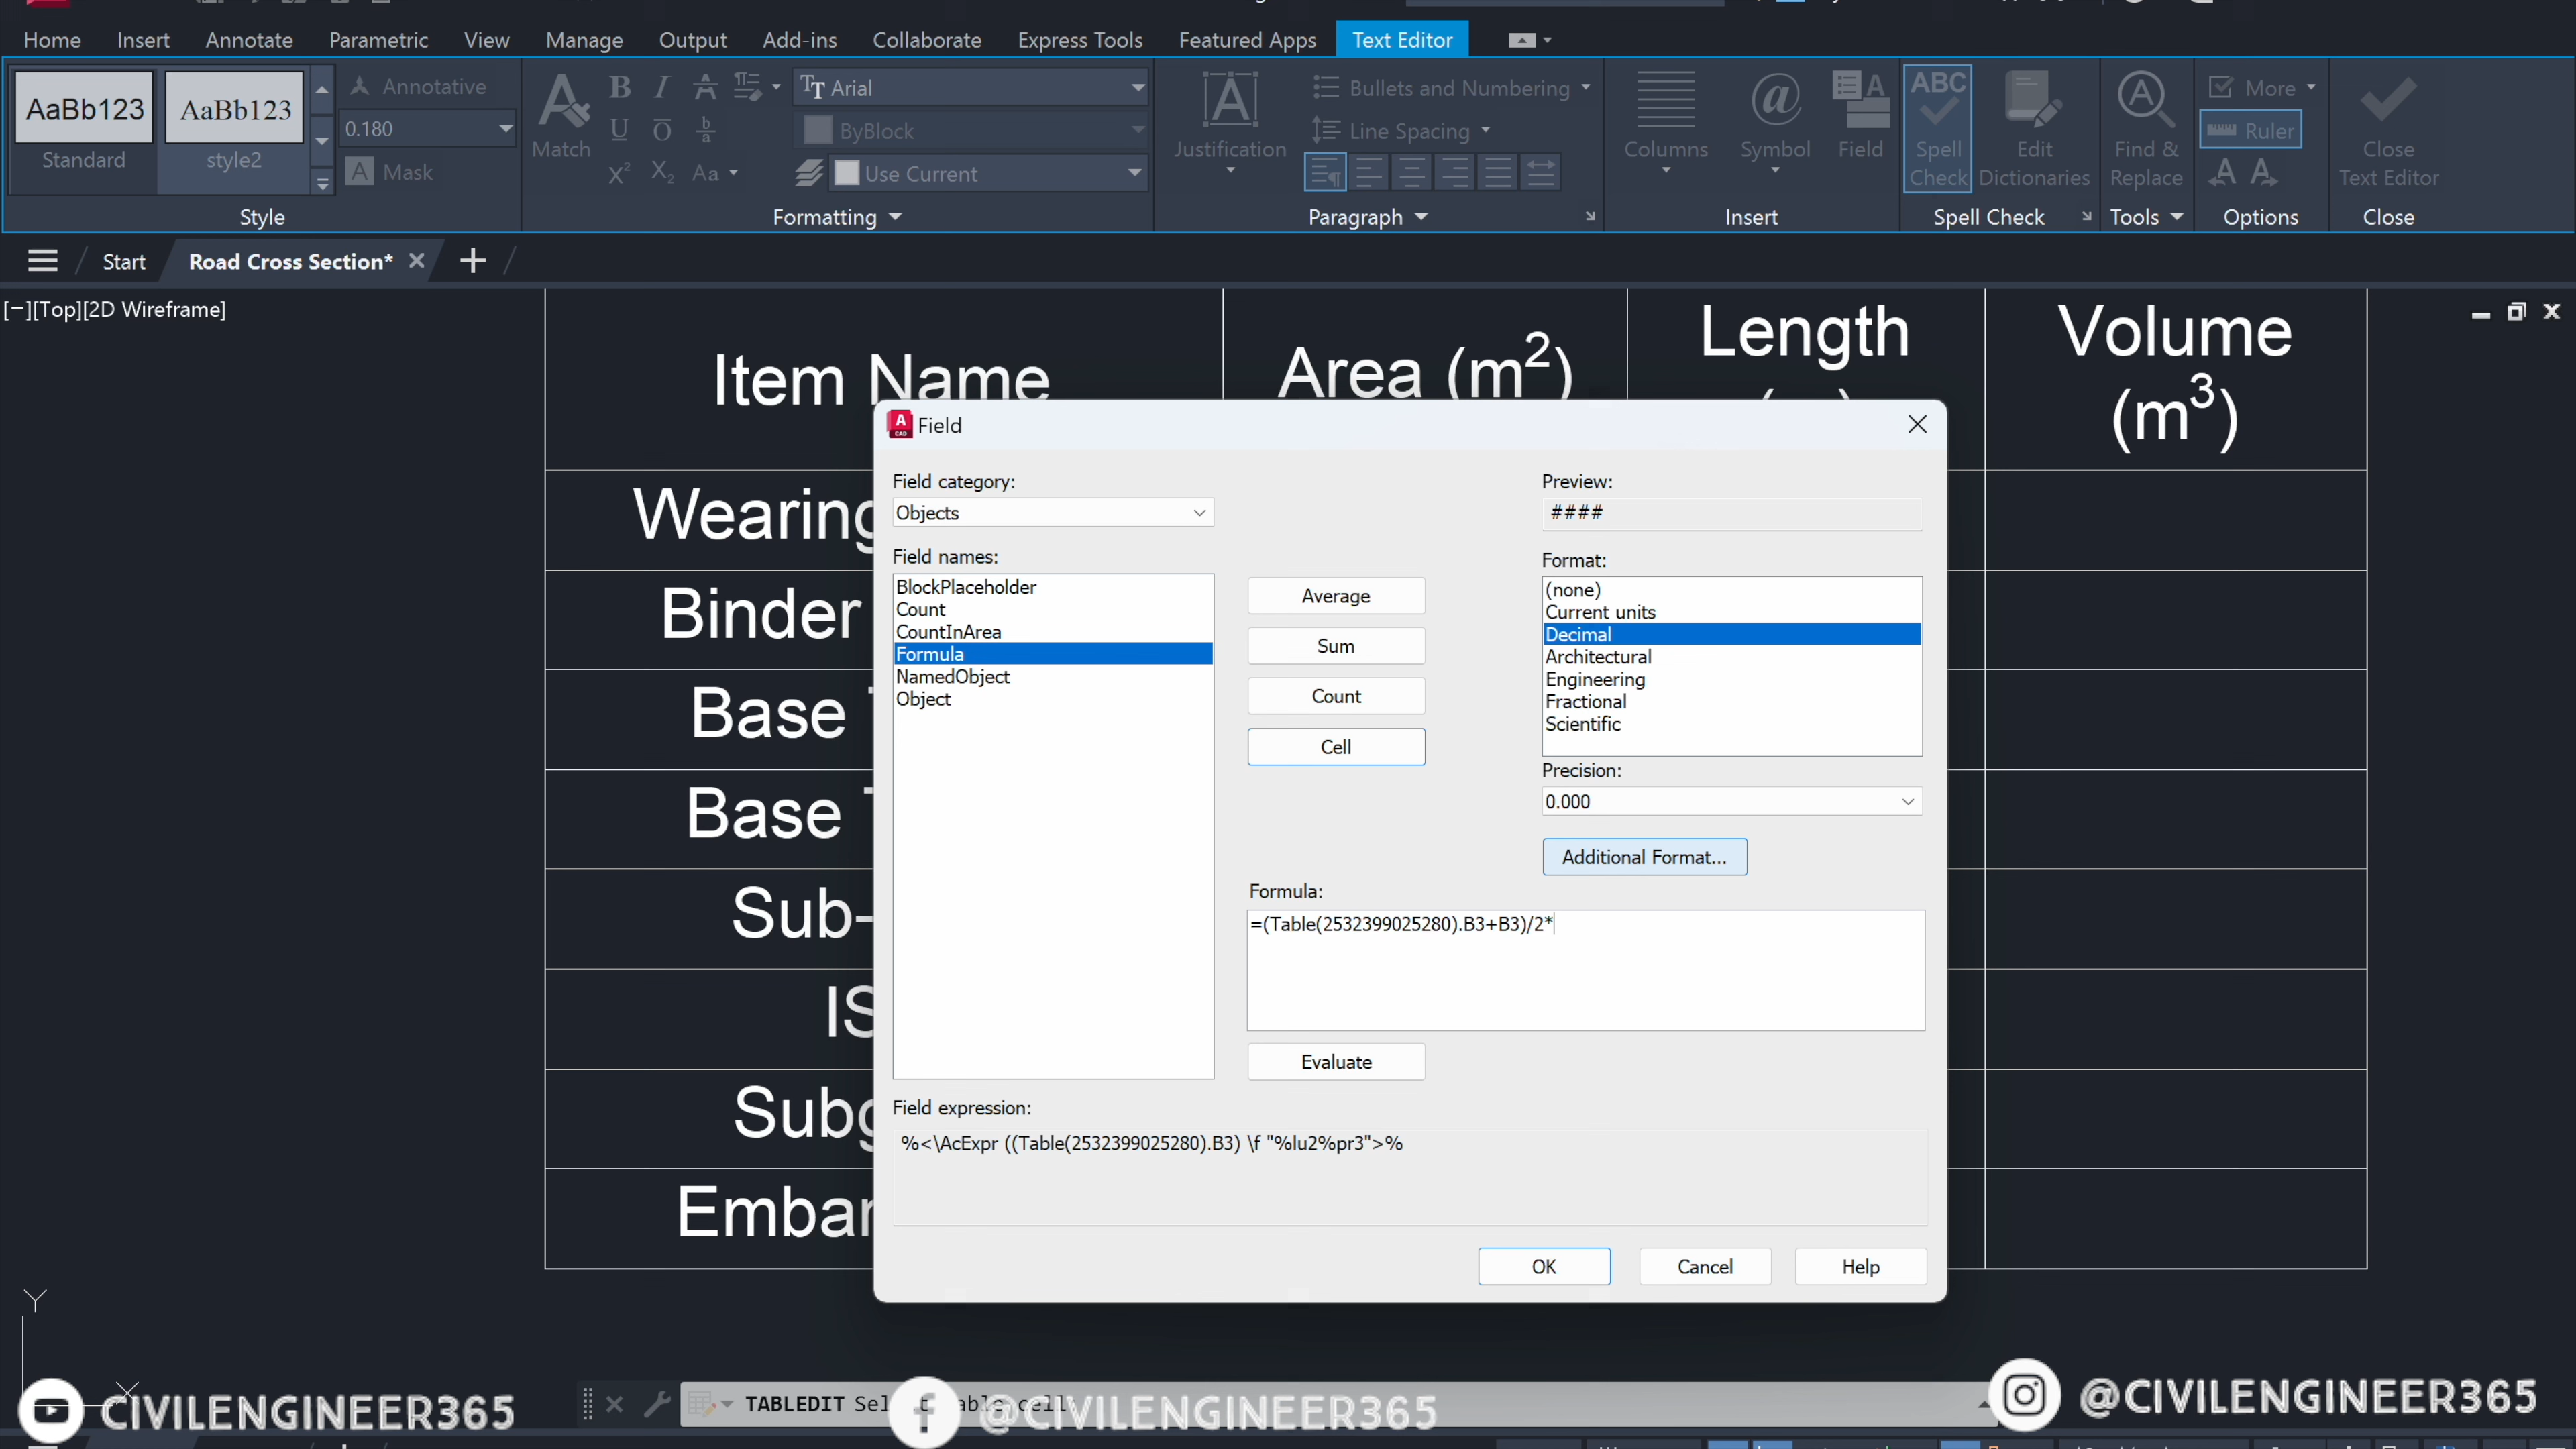 Home Insert Annotate Parametric View Manage Output Add-ins Collaborate Express Tools Featured Apps Text Editor
AaBb123 AaBb123 Annotative
0.180
Standard style2 Mask
Style
Match
B I A Arial
U O b/a ByBlock
X² X₂ Aa Use Current
Formatting
Justification
Bullets and Numbering
Line Spacing
Paragraph
Columns Symbol Field
Insert
ABC
Spell Check Edit Dictionaries
Spell Check
Find & Replace
Tools
More
Ruler
Options
Close Text Editor
Close
Start Road Cross Section*
[−][Top][2D Wireframe]
Item Name Area (m²) Length Volume (m³)
Wearing
Binder
Base
Base
Sub-
Embar
Field
Field category:
Objects
Field names:
BlockPlaceholder
Count
CountInArea
Formula
NamedObject
Object
Average
Sum
Count
Cell
Preview:
####
Format:
(none)
Current units
Decimal
Architectural
Engineering
Fractional
Scientific
Precision:
0.000
Additional Format...
Formula:
=(Table(2532399025280).B3+B3)/2*
Evaluate
Field expression:
%<\AcExpr ((Table(2532399025280).B3) \f "%lu2%pr3">%
OK Cancel Help
Y
X
TABLEDIT
CIVILENGINEER365
@CIVILENGINEER365
@CIVILENGINEER365